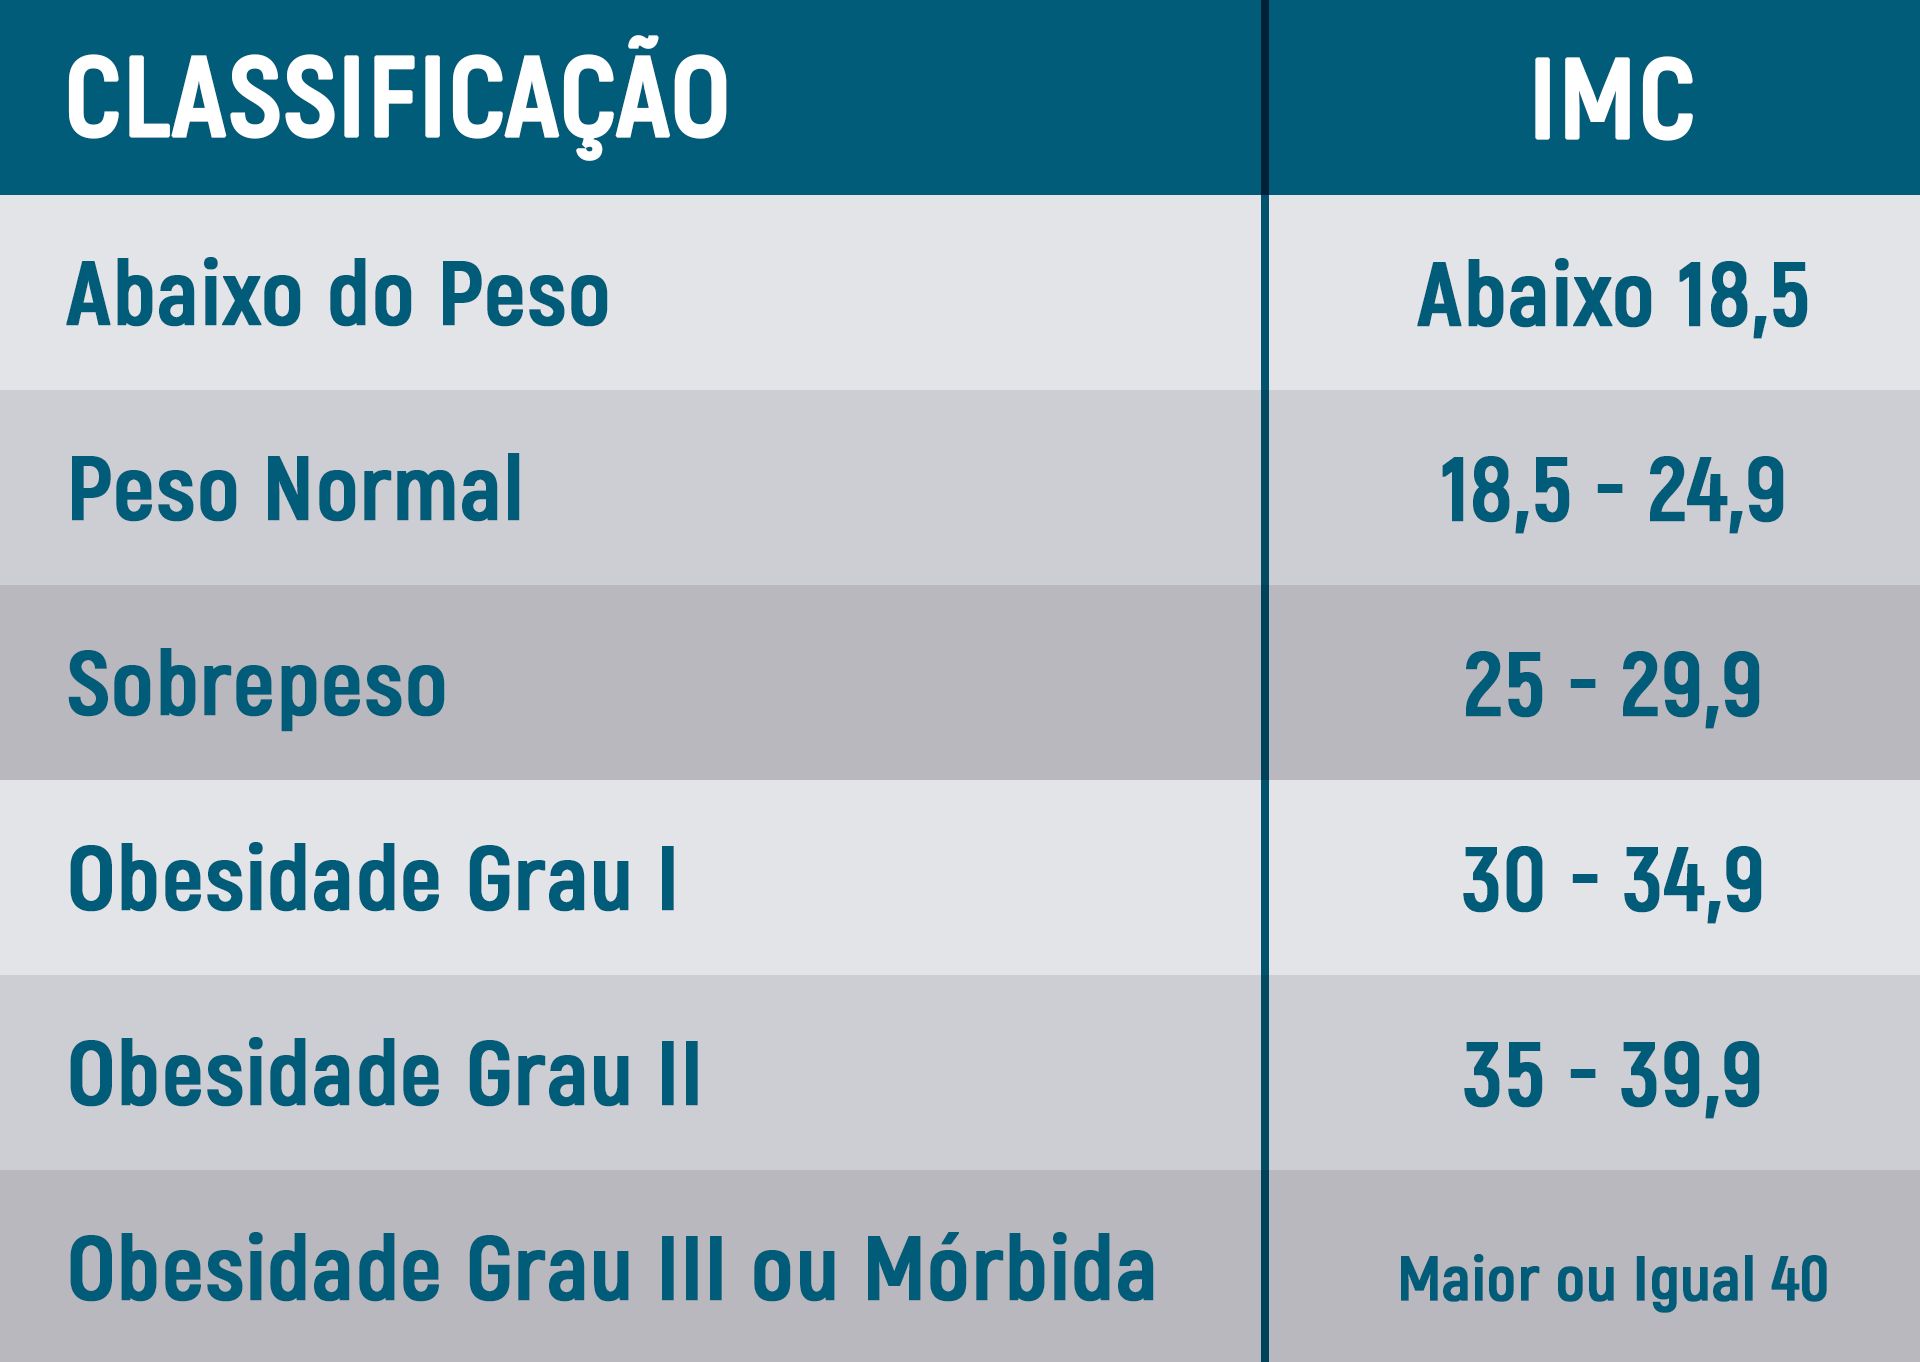 CLASSIFICAÇÃO IMC
Abaixo do Peso Abaixo 18,5
Peso Normal 18,5 - 24,9
Sobrepeso 25 - 29,9
Obesidade Grau I 30 - 34,9
Obesidade Grau II 35 - 39,9
Obesidade Grau III ou Mórbida Maior ou Igual 40